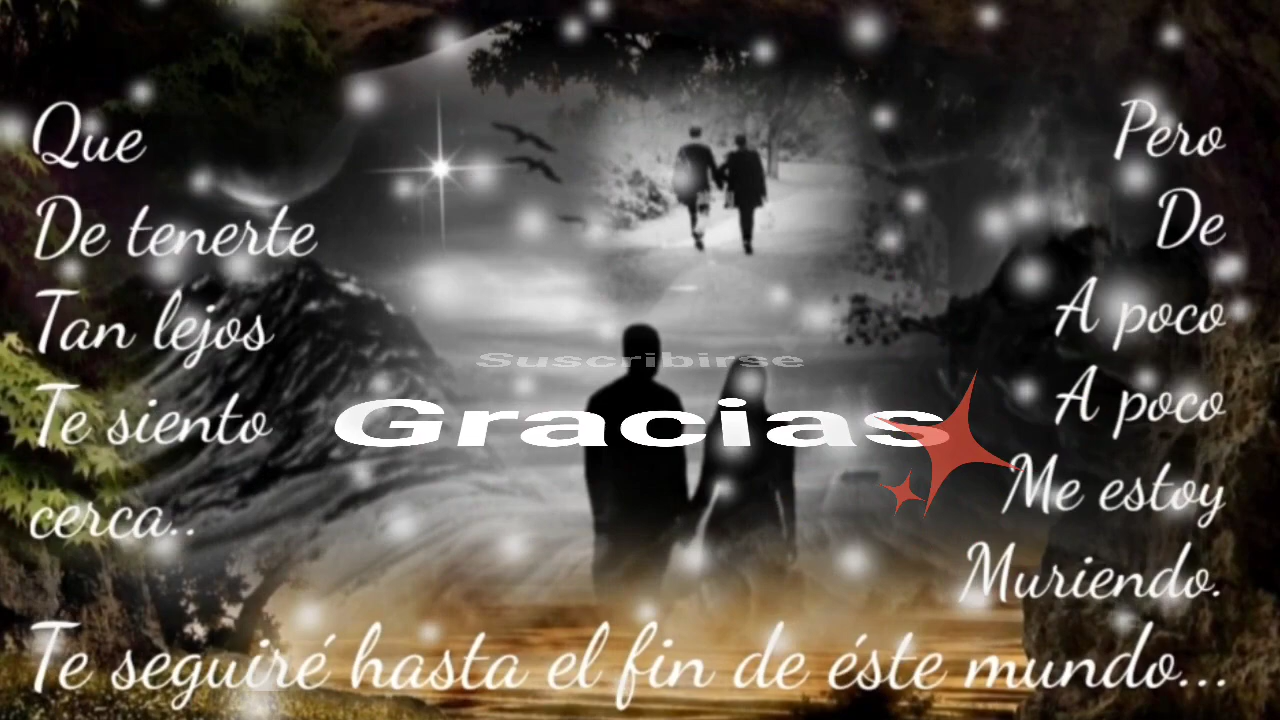 Que
De tenerte
Tan lejos
Te siento
cerca..
Pero
De
A poco
A poco
Me estoy
Muriendo.
Suscribirse
Gracias
Te seguiré hasta el fin de éste mundo...